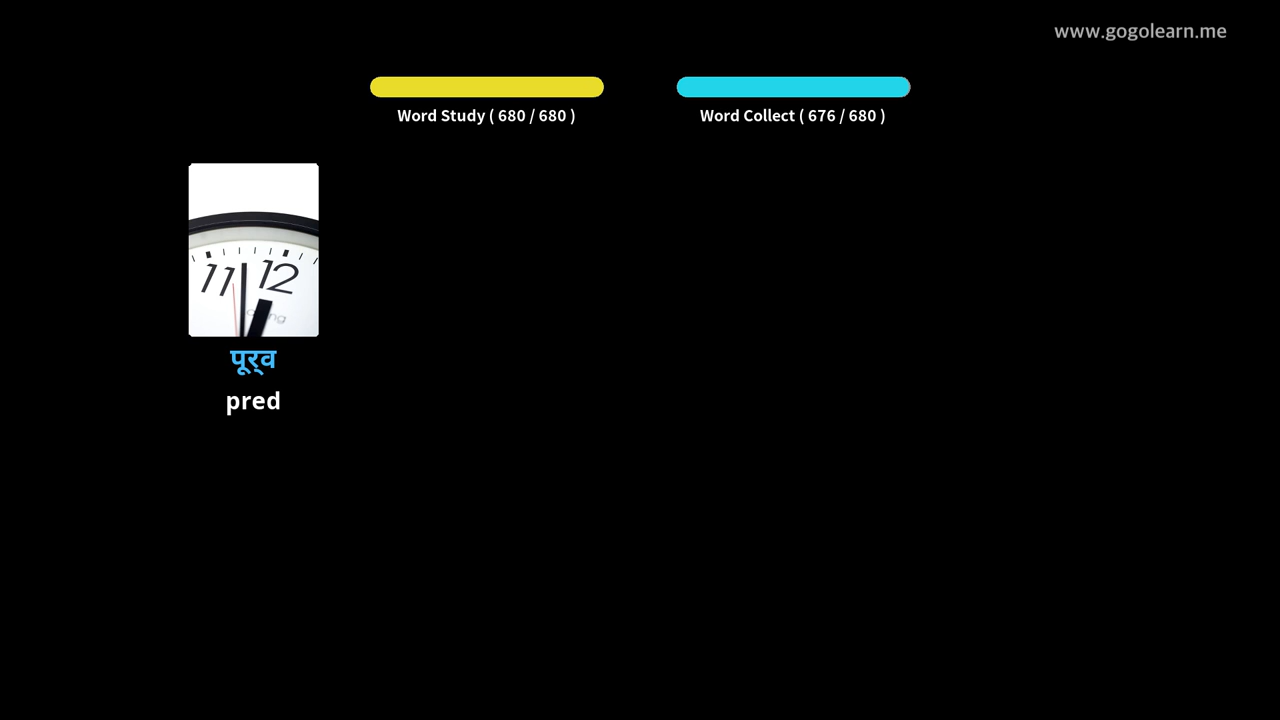 www.gogolearn.me
Word Study ( 680 / 680 )
Word Collect ( 676 / 680 )
11 12
पूर्व
pred